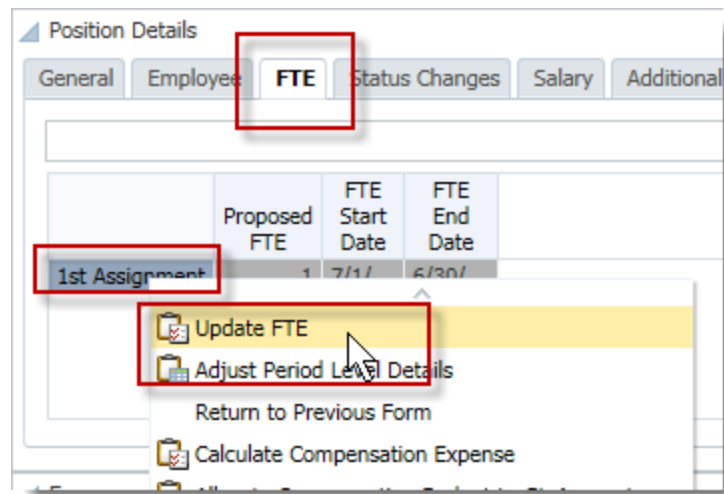 Position Details
General Employee FTE Status Changes Salary Additional
Proposed FTE FTE Start Date FTE End Date
1st Assignment 1 7/1/ 6/30/
Update FTE
Adjust Period Level Details
Return to Previous Form
Calculate Compensation Expense